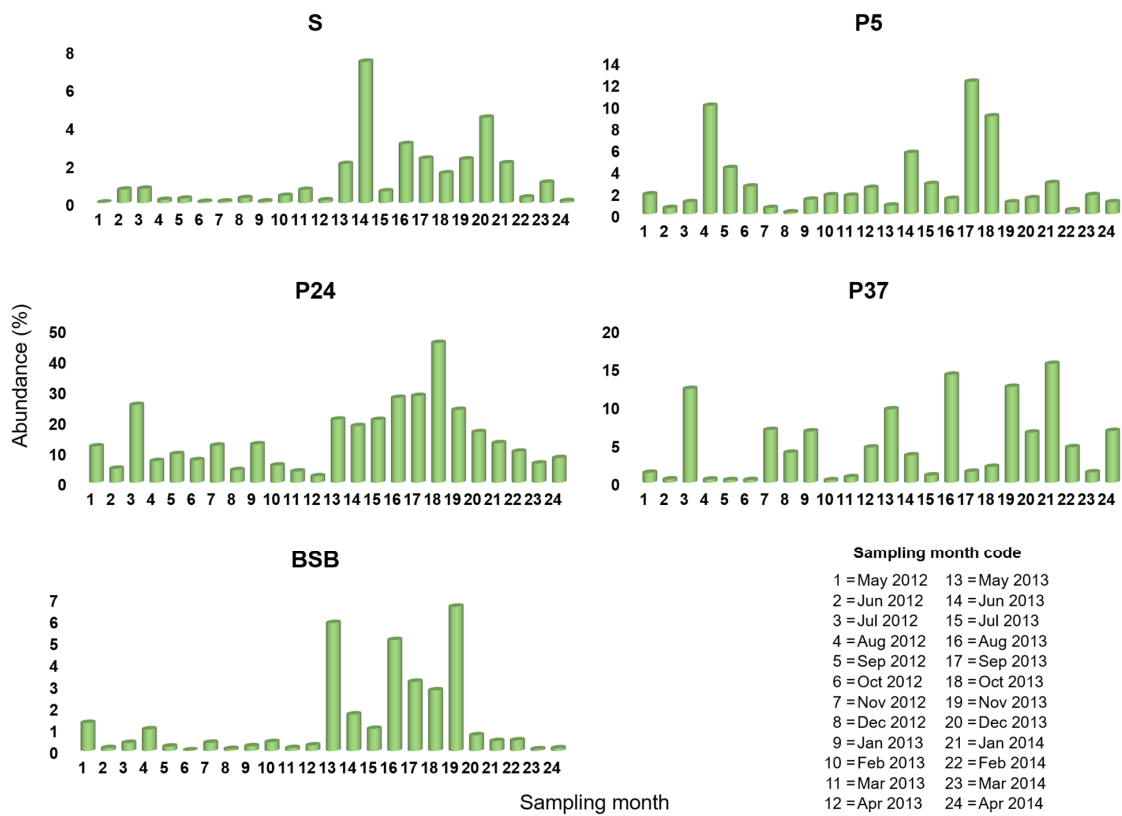 S
8
6
4
2
0
1 2 3 4 5 6 7 8 9 10 11 12 13 14 15 16 17 18 19 20 21 22 23 24
P5
14
12
10
8
6
4
2
0
1 2 3 4 5 6 7 8 9 10 11 12 13 14 15 16 17 18 19 20 21 22 23 24
Abundance (%)
P24
50
40
30
20
10
0
1 2 3 4 5 6 7 8 9 10 11 12 13 14 15 16 17 18 19 20 21 22 23 24
P37
20
15
10
5
0
1 2 3 4 5 6 7 8 9 10 11 12 13 14 15 16 17 18 19 20 21 22 23 24
BSB
7
6
5
4
3
2
1
0
1 2 3 4 5 6 7 8 9 10 11 12 13 14 15 16 17 18 19 20 21 22 23 24
Sampling month
Sampling month code
1 = May 2012 13 = May 2013
2 = Jun 2012 14 = Jun 2013
3 = Jul 2012 15 = Jul 2013
4 = Aug 2012 16 = Aug 2013
5 = Sep 2012 17 = Sep 2013
6 = Oct 2012 18 = Oct 2013
7 = Nov 2012 19 = Nov 2013
8 = Dec 2012 20 = Dec 2013
9 = Jan 2013 21 = Jan 2014
10 = Feb 2013 22 = Feb 2014
11 = Mar 2013 23 = Mar 2014
12 = Apr 2013 24 = Apr 2014